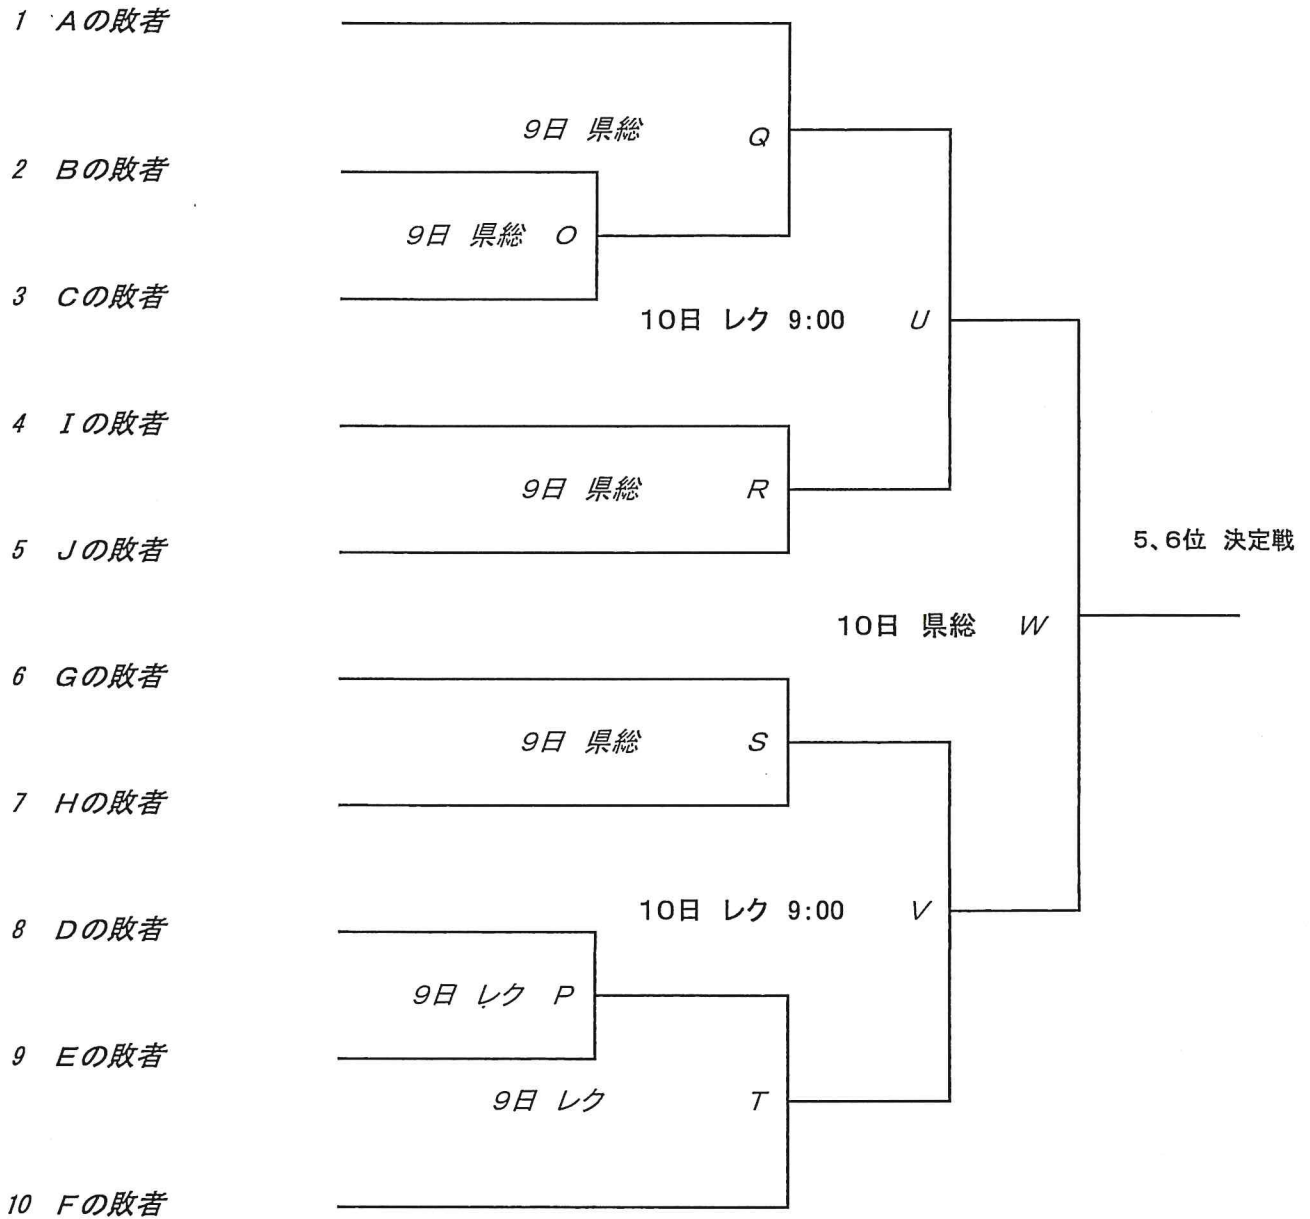 1 Aの敗者
9日 県総 Q
2 Bの敗者
9日 県総 O
3 Cの敗者
10日 レク 9:00 U
4 Iの敗者
9日 県総 R
5 Jの敗者
5、6位 決定戦
10日 県総 W
6 Gの敗者
9日 県総 S
7 Hの敗者
10日 レク 9:00 V
8 Dの敗者
9日 レク P
9 Eの敗者
9日 レク T
10 Fの敗者